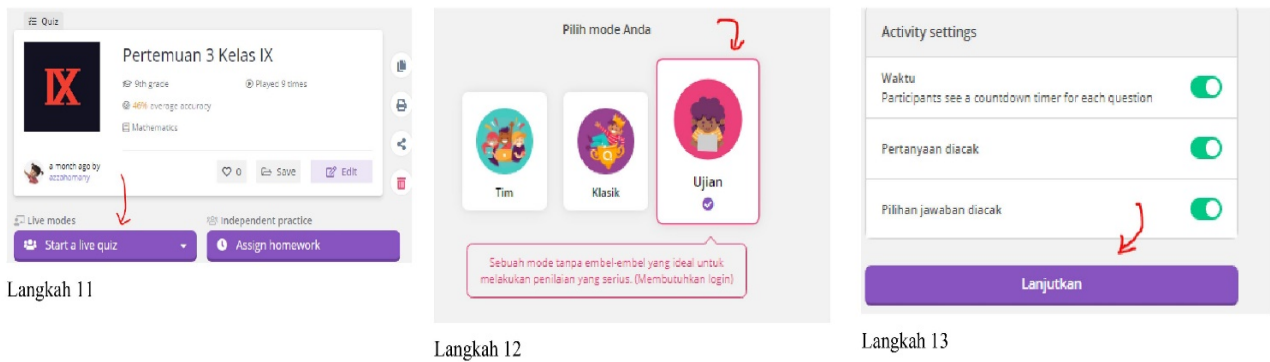 Quiz
IX
Pertemuan 3 Kelas IX
9th grade
Played 9 times
46% average accuracy
Mathematics
a month ago by
azzahomany
0
Save
Edit
Live modes
Independent practice
Start a live quiz
Assign homework
Langkah 11
Pilih mode Anda
Tim
Klasik
Ujian
Sebuah mode tanpa embel-embel yang ideal untuk
melakukan penilaian yang serius. (Membutuhkan login)
Langkah 12
Activity settings
Waktu
Participants see a countdown timer for each question
Pertanyaan diacak
Pilihan jawaban diacak
Lanjutkan
Langkah 13